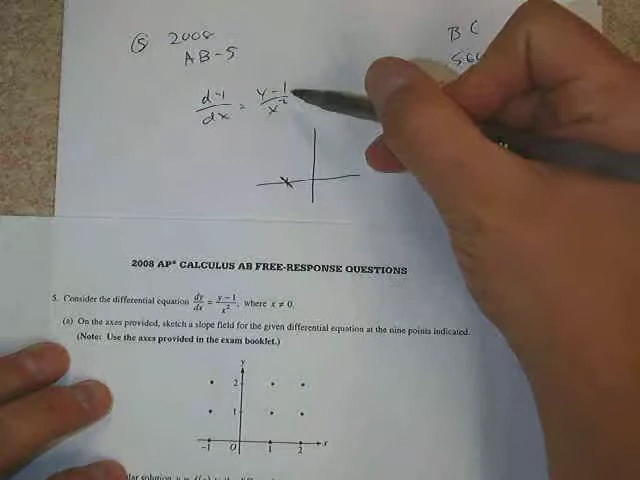 ⑤ 2008
AB-5
BC
5,6
dy/dx = y-1/x²
2008 AP* CALCULUS AB FREE-RESPONSE QUESTIONS
5. Consider the differential equation dy/dx = y-1/x², where x ≠ 0.
(a) On the axes provided, sketch a slope field for the given differential equation at the nine points indicated.
(Note: Use the axes provided in the exam booklet.)
y
2
1
-1 O 1 2 x